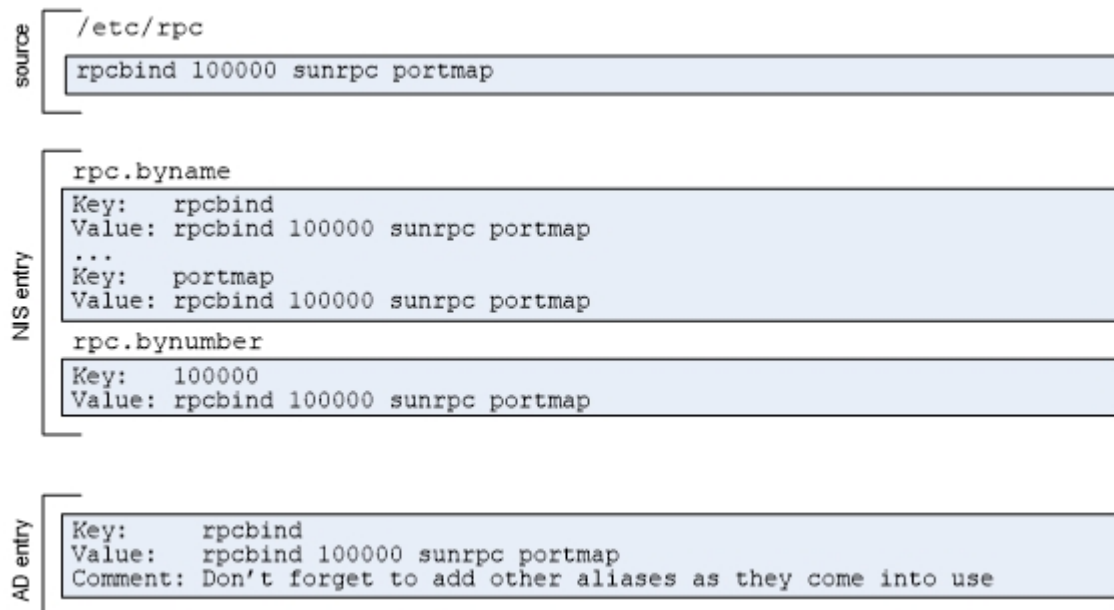 source
/etc/rpc
rpcbind 100000 sunrpc portmap
NIS entry
rpc.byname
Key: rpcbind
Value: rpcbind 100000 sunrpc portmap
...
Key: portmap
Value: rpcbind 100000 sunrpc portmap
rpc.bynumber
Key: 100000
Value: rpcbind 100000 sunrpc portmap
AD entry
Key: rpcbind
Value: rpcbind 100000 sunrpc portmap
Comment: Don't forget to add other aliases as they come into use